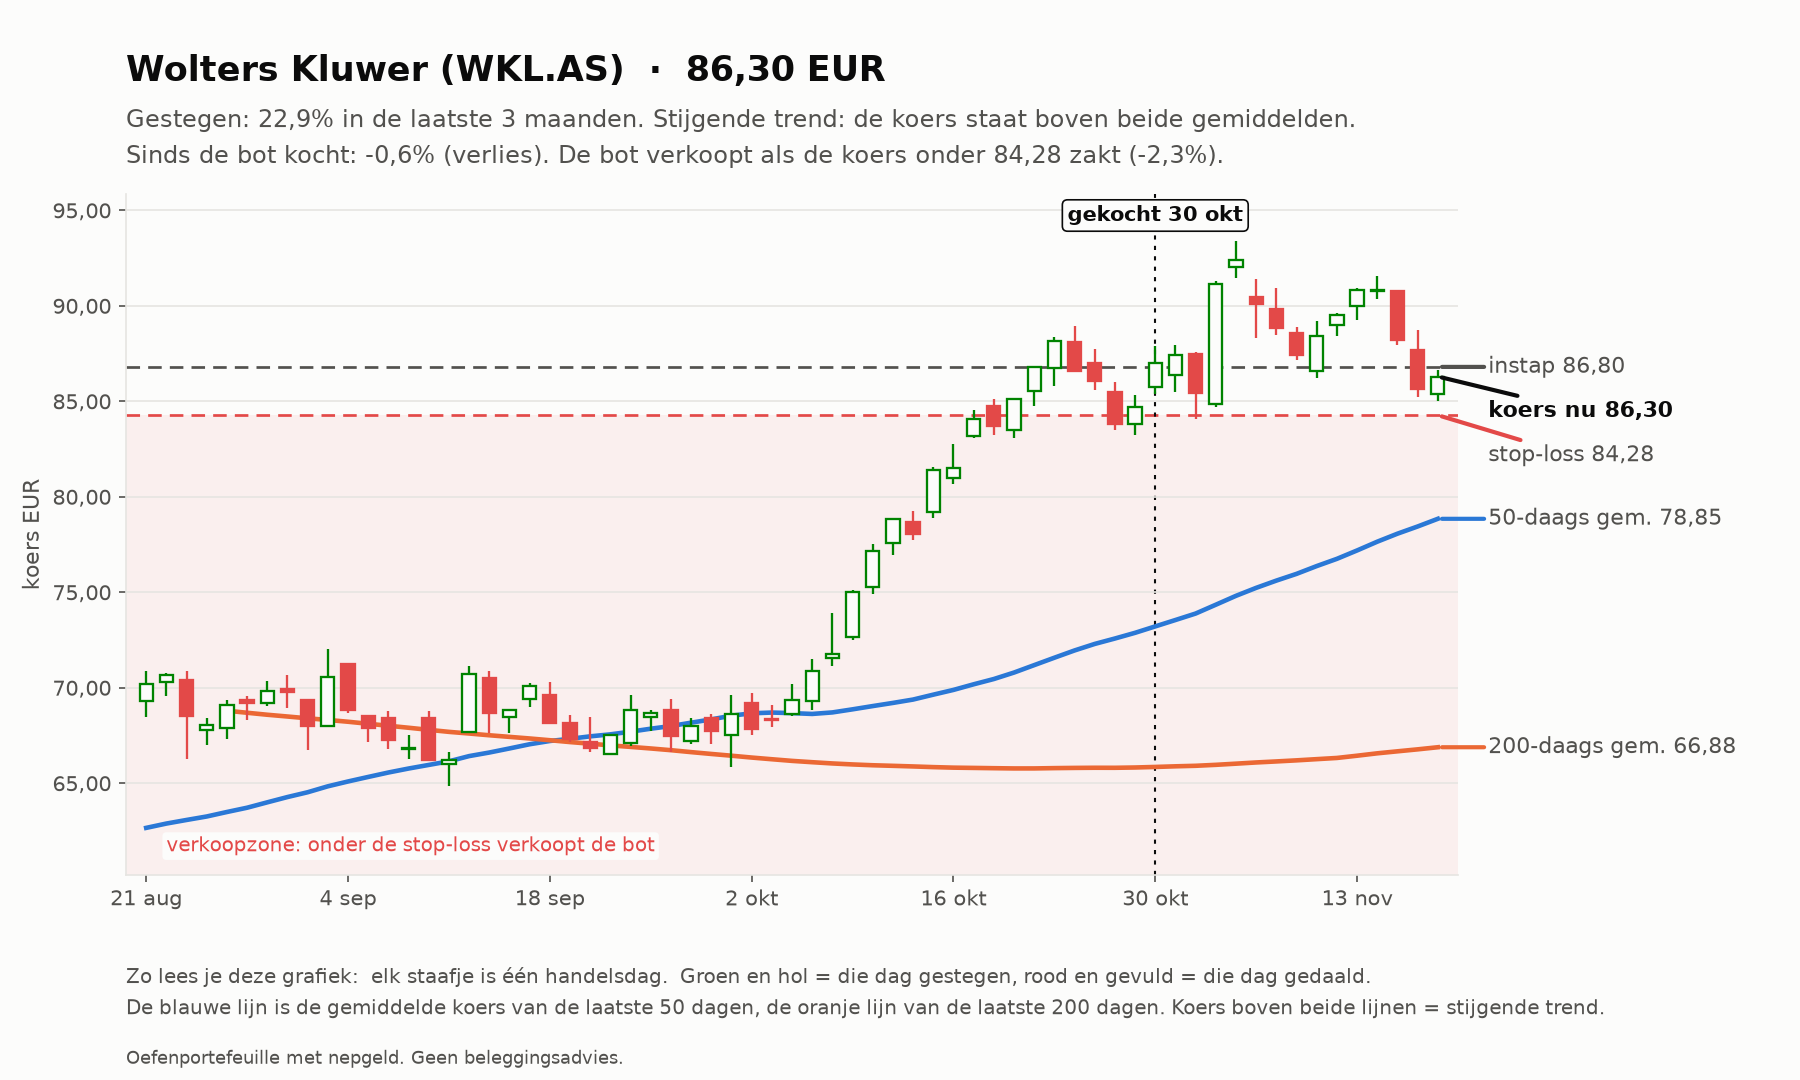 Wolters Kluwer (WKL.AS)  ·  86,30 EUR
Gestegen: 22,9% in de laatste 3 maanden. Stijgende trend: de koers staat boven beide gemiddelden.
Sinds de bot kocht: -0,6% (verlies). De bot verkoopt als de koers onder 84,28 zakt (-2,3%).
gekocht 30 okt
95,00
90,00
85,00
80,00
75,00
70,00
65,00
koers EUR
instap 86,80
koers nu 86,30
stop-loss 84,28
50-daags gem. 78,85
200-daags gem. 66,88
verkoopzone: onder de stop-loss verkoopt de bot
21 aug
4 sep
18 sep
2 okt
16 okt
30 okt
13 nov
Zo lees je deze grafiek:  elk staafje is één handelsdag.  Groen en hol = die dag gestegen, rood en gevuld = die dag gedaald.
De blauwe lijn is de gemiddelde koers van de laatste 50 dagen, de oranje lijn van de laatste 200 dagen. Koers boven beide lijnen = stijgende trend.
Oefenportefeuille met nepgeld. Geen beleggingsadvies.